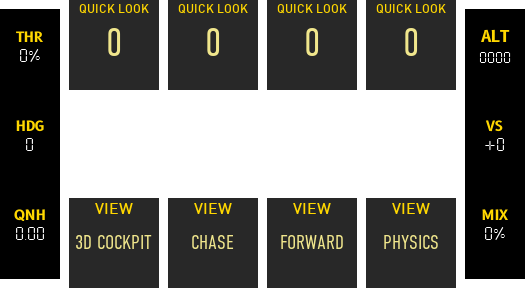 QUICK LOOK QUICK LOOK QUICK LOOK QUICK LOOK
0 0 0 0
THR
0%
HDG
0
QNH
0.00
ALT
0000
VS
+0
MIX
0%
VIEW VIEW VIEW VIEW
3D COCKPIT CHASE FORWARD PHYSICS